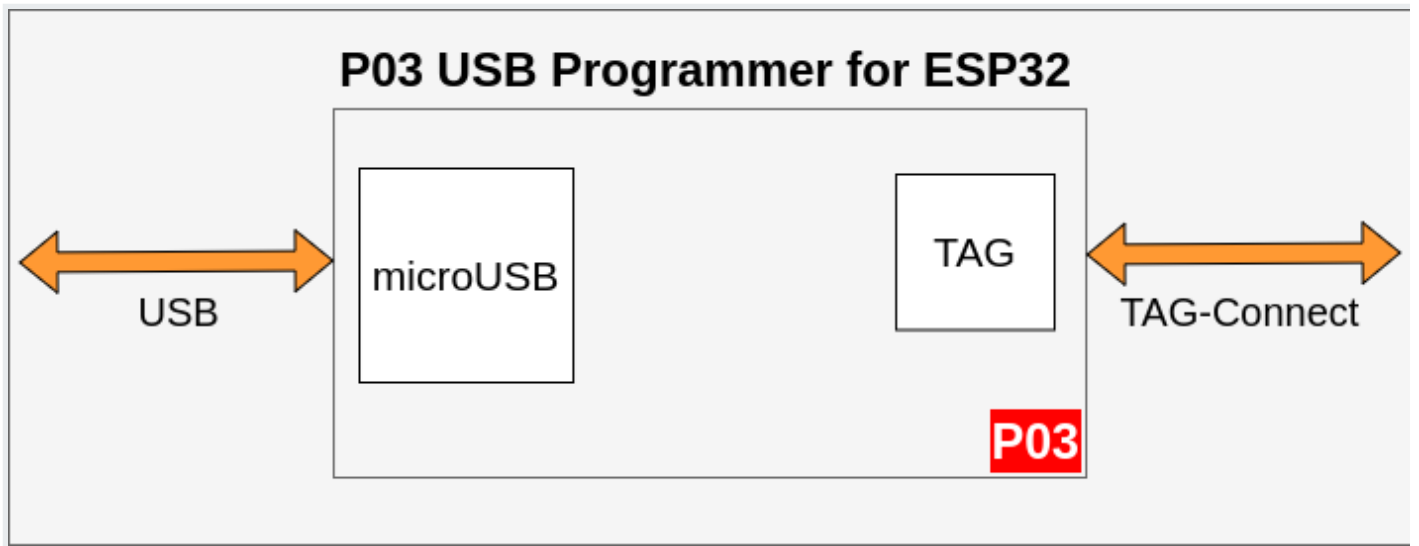 P03 USB Programmer for ESP32
microUSB
TAG
USB
TAG-Connect
P03